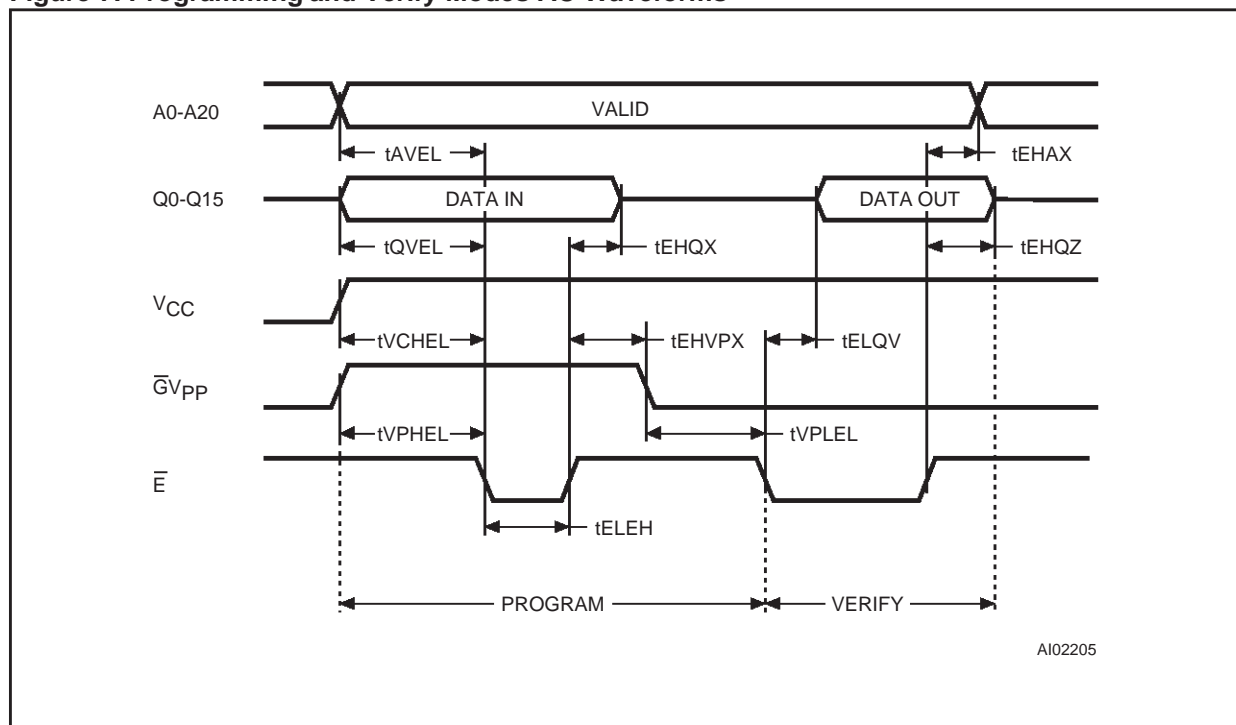 A0-A20
VALID
tAVEL
tEHAX
Q0-Q15
DATA IN
DATA OUT
tQVEL
tEHQX
tEHQZ
VCC
tVCHEL
tEHVPX
tELQV
G̅VPP
tVPHEL
tVPLEL
E̅
tELEH
PROGRAM
VERIFY
AI02205